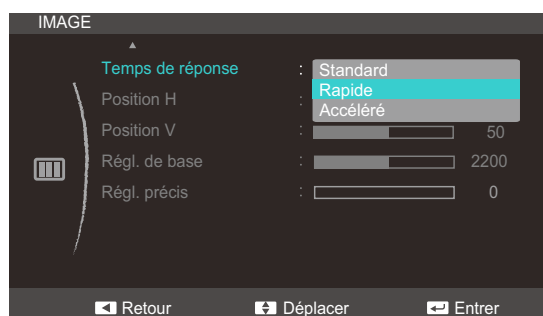 IMAGE
Temps de réponse : Standard
Rapide
Position H :
Accéléré
Position V : 50
Régl. de base : 2200
Régl. précis : 0
Retour Déplacer Entrer